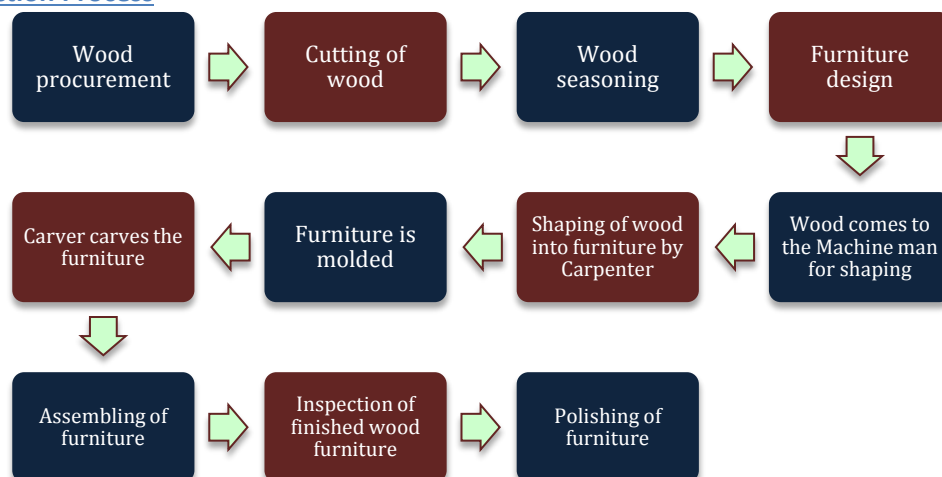 Process
Wood
procurement
Cutting of
wood
Wood
seasoning
Furniture
design
Wood comes to
the Machine man
for shaping
Shaping of wood
into furniture by
Carpenter
Furniture is
molded
Carver carves the
furniture
Assembling of
furniture
Inspection of
finished wood
furniture
Polishing of
furniture